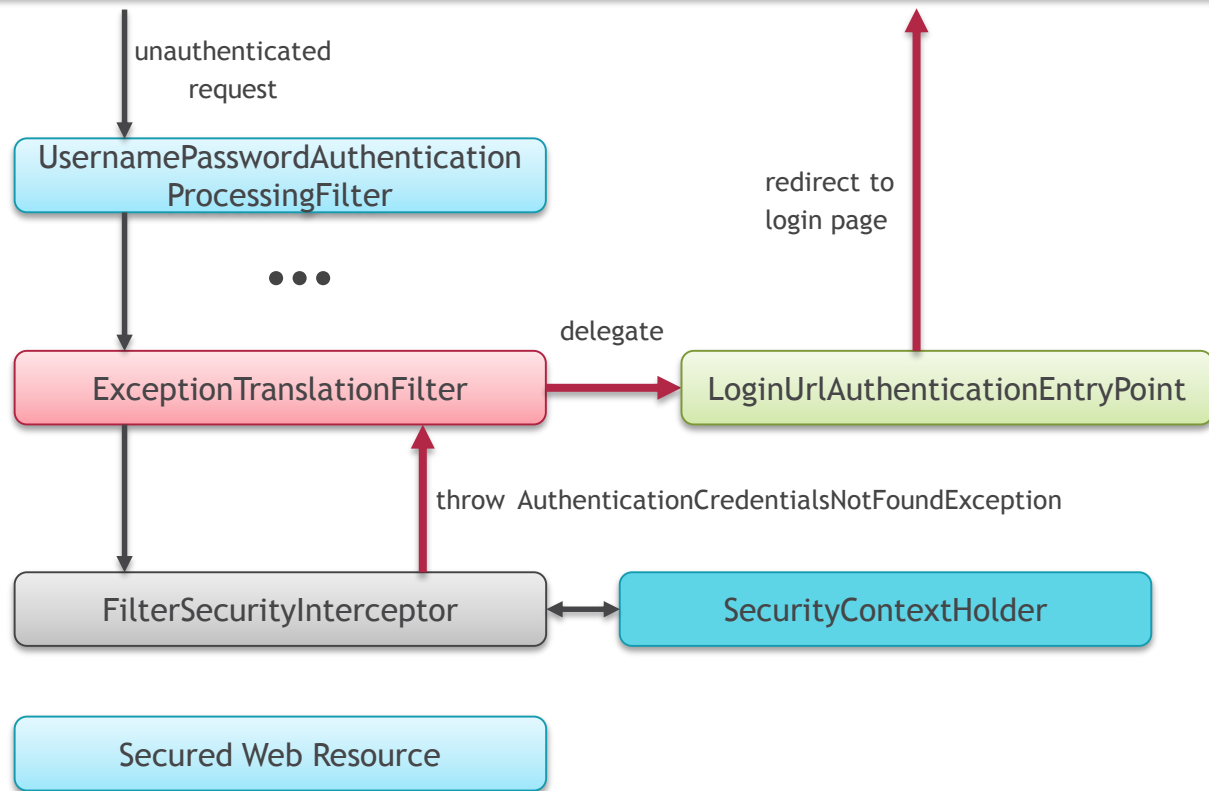 unauthenticated
request
UsernamePasswordAuthentication
ProcessingFilter
redirect to
login page
delegate
ExceptionTranslationFilter
LoginUrlAuthenticationEntryPoint
throw AuthenticationCredentialsNotFoundException
FilterSecurityInterceptor
SecurityContextHolder
Secured Web Resource